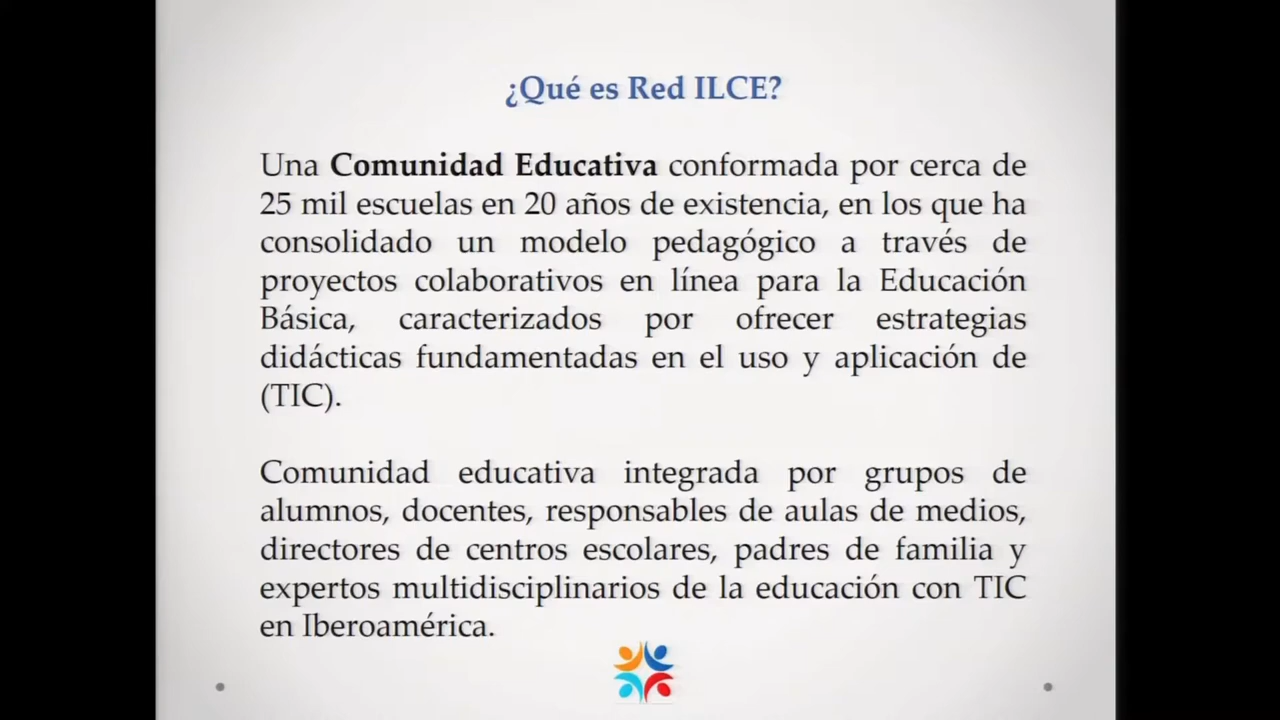 ¿Qué es Red ILCE?
Una Comunidad Educativa conformada por cerca de
25 mil escuelas en 20 años de existencia, en los que ha
consolidado un modelo pedagógico a través de
proyectos colaborativos en línea para la Educación
Básica, caracterizados por ofrecer estrategias
didácticas fundamentadas en el uso y aplicación de
(TIC).
Comunidad educativa integrada por grupos de
alumnos, docentes, responsables de aulas de medios,
directores de centros escolares, padres de familia y
expertos multidisciplinarios de la educación con TIC
en Iberoamérica.